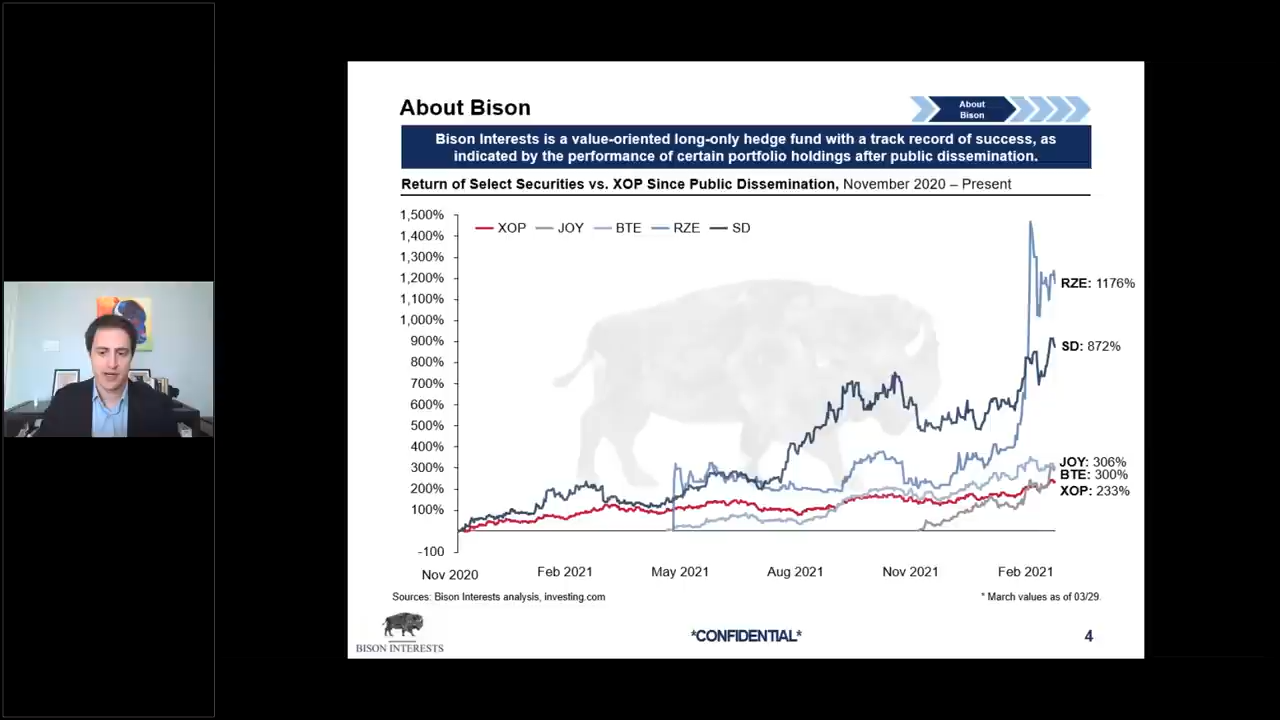 About Bison
About
Bison
Bison Interests is a value-oriented long-only hedge fund with a track record of success, as
indicated by the performance of certain portfolio holdings after public dissemination.
Return of Select Securities vs. XOP Since Public Dissemination, November 2020 – Present
1,500%
1,400%
1,300%
1,200%
1,100%
1,000%
900%
800%
700%
600%
500%
400%
300%
200%
100%
-100
XOP JOY BTE RZE SD
RZE: 1176%
SD: 872%
JOY: 306%
BTE: 300%
XOP: 233%
Nov 2020 Feb 2021 May 2021 Aug 2021 Nov 2021 Feb 2021
Sources: Bison Interests analysis, investing.com
* March values as of 03/29.
BISON INTERESTS
*CONFIDENTIAL*
4